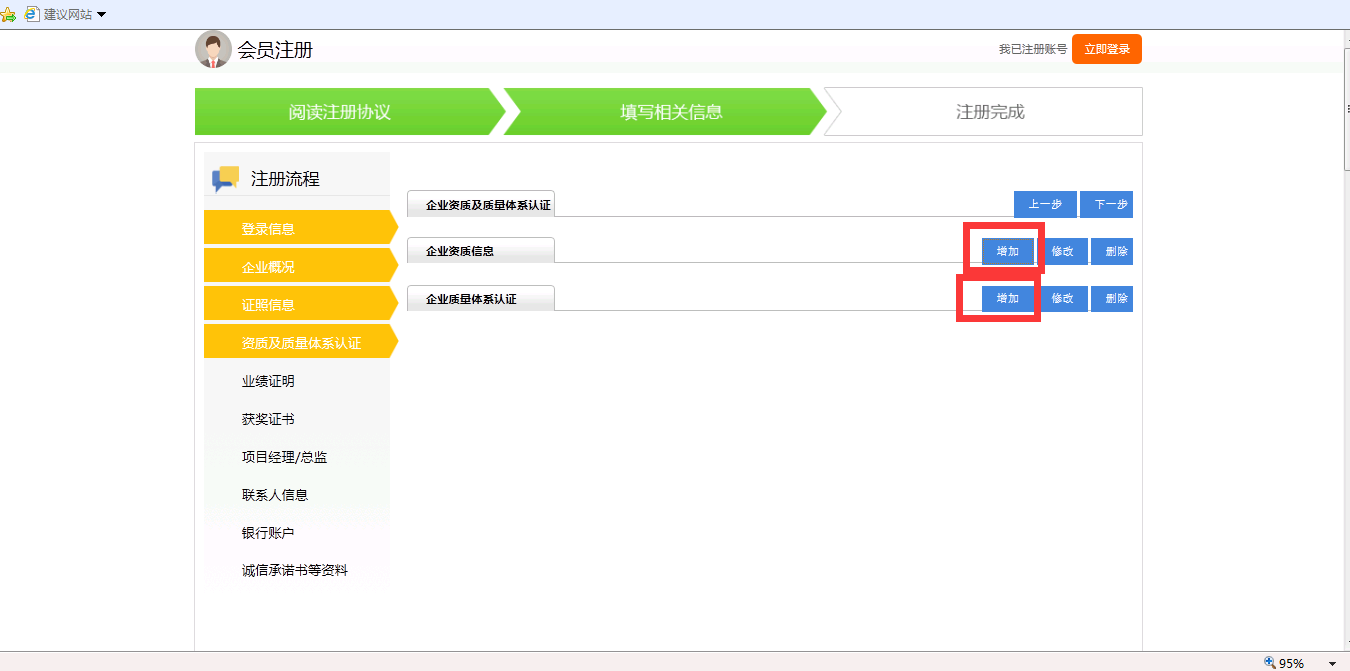 建议网站
会员注册
我已注册账号 立即登录
阅读注册协议 填写相关信息 注册完成
注册流程
登录信息
企业概况
证照信息
资质及质量体系认证
业绩证明
获奖证书
项目经理/总监
联系人信息
银行账户
诚信承诺书等资料
企业资质及质量体系认证 上一步 下一步
企业资质信息 增加 修改 删除
企业质量体系认证 增加 修改 删除
95%